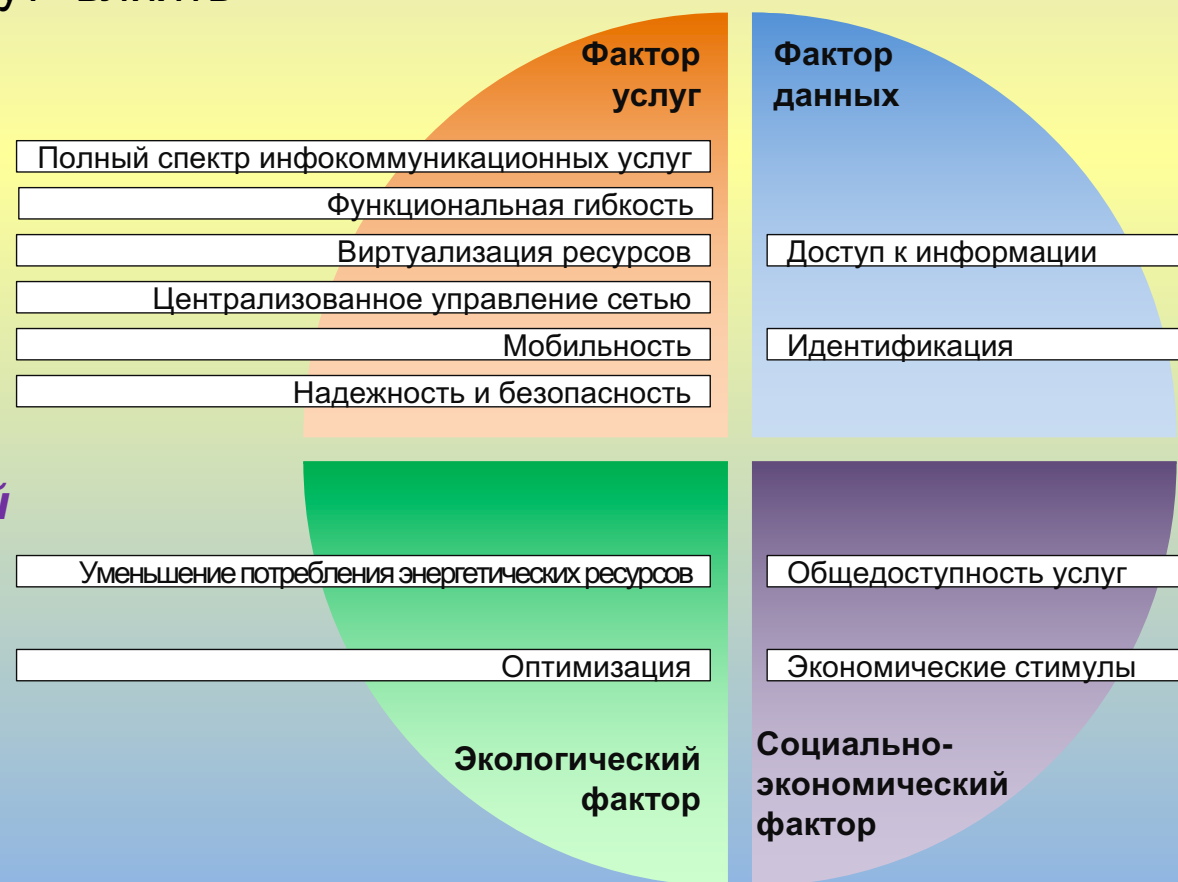 влиять
Фактор
услуг
Полный спектр инфокоммуникационных услуг
Функциональная гибкость
Виртуализация ресурсов
Централизованное управление сетью
Мобильность
Надежность и безопасность
Фактор
данных
Доступ к информации
Идентификация
й
Уменьшение потребления энергетических ресурсов
Оптимизация
Экологический
фактор
Общедоступность услуг
Экономические стимулы
Социально-
экономический
фактор